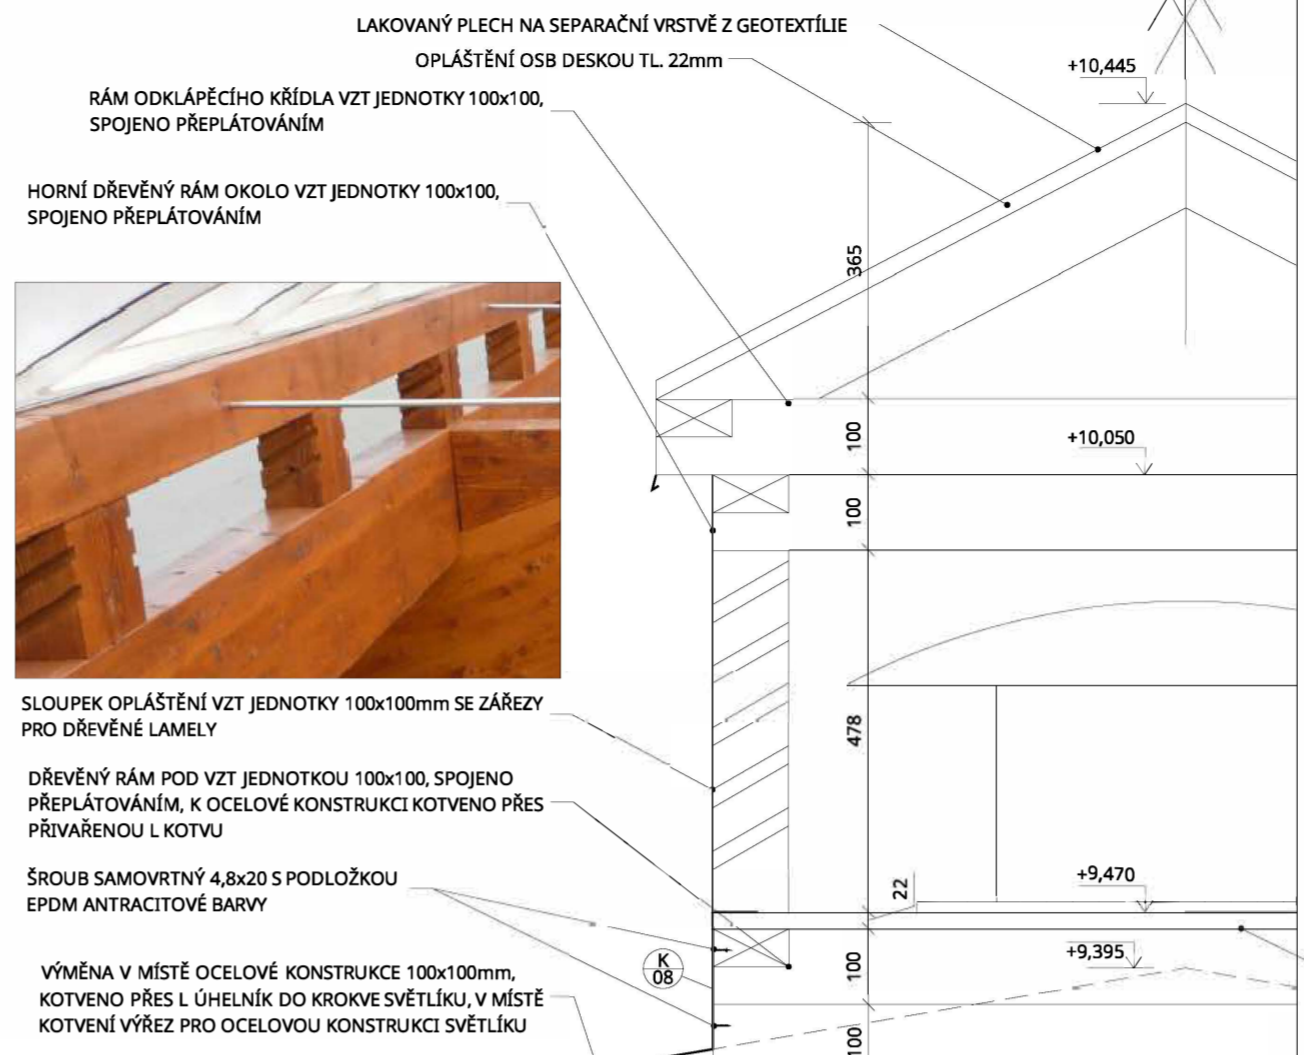 LAKOVANÝ PLECH NA SEPARAČNÍ VRSTVĚ Z GEOTEXTÍLIE
OPLÁŠTĚNÍ OSB DESKOU TL. 22mm
RÁM ODKLÁPĚCÍHO KŘÍDLA VZT JEDNOTKY 100x100,
SPOJENO PŘEPLÁTOVÁNÍM
HORNÍ DŘEVĚNÝ RÁM OKOLO VZT JEDNOTKY 100x100,
SPOJENO PŘEPLÁTOVÁNÍM
SLOUPEK OPLÁŠTĚNÍ VZT JEDNOTKY 100x100mm SE ZÁŘEZY
PRO DŘEVĚNÉ LAMELY
DŘEVĚNÝ RÁM POD VZT JEDNOTKOU 100x100, SPOJENO
PŘEPLÁTOVÁNÍM, K OCELOVÉ KONSTRUKCI KOTVENO PŘES
PŘIVAŘENOU L KOTVU
ŠROUB SAMOVRTNÝ 4,8x20 S PODLOŽKOU
EPDM ANTRACITOVÉ BARVY
VÝMĚNA V MÍSTĚ OCELOVÉ KONSTRUKCE 100x100mm,
KOTVENO PŘES L ÚHELNÍK DO KROKVE SVĚTLÍKU, V MÍSTĚ
KOTVENÍ VÝŘEZ PRO OCELOVOU KONSTRUKCI SVĚTLÍKU
+10,445
365
100
+10,050
100
478
22
+9,470
+9,395
K
08
100
100